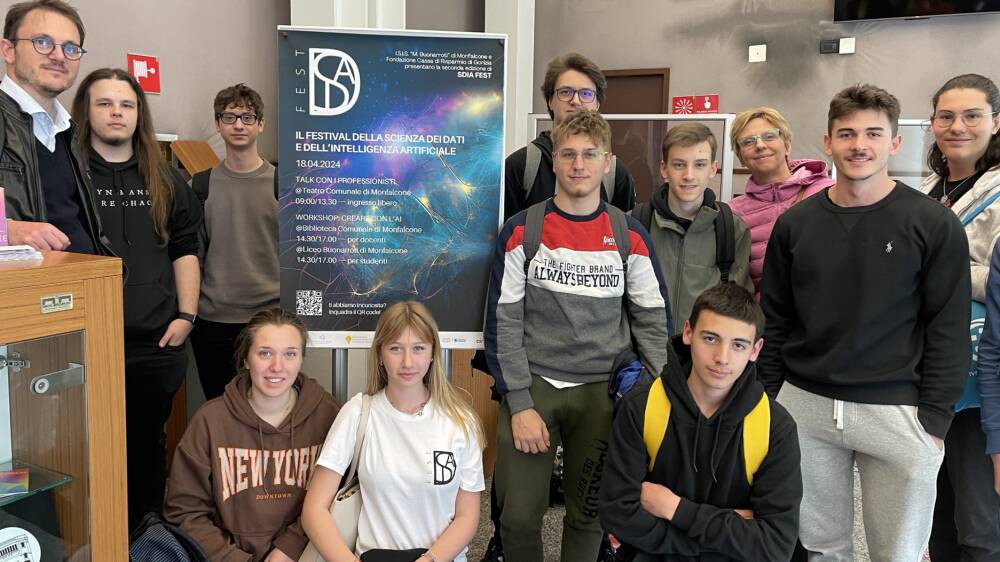 I.S.I.S. "M. Buonarroti" di Monfalcone e
Fondazione Cassa di Risparmio di Gorizia
presentano la seconda edizione di
SDIA FEST
FEST
SDIA
IL FESTIVAL DELLA SCIENZA DEI DATI
E DELL'INTELLIGENZA ARTIFICIALE
18.04.2024
TALK CON I PROFESSIONISTI
@Teatro Comunale di Monfalcone
09:00/13.30 — ingresso libero
WORKSHOP: CREARE CON L'AI
@Biblioteca Comunale di Monfalcone
14.30/17.00 — per docenti
@Liceo Buonarroti di Monfalcone
14.30/17.00 — per studenti
ti abbiamo incuriosita?
Inquadra il QR code!
RE CHAOS
THE FIGHTER BRAND
ALWAYSBEYOND
NEW YORK
DOWNTOWN
SDIA